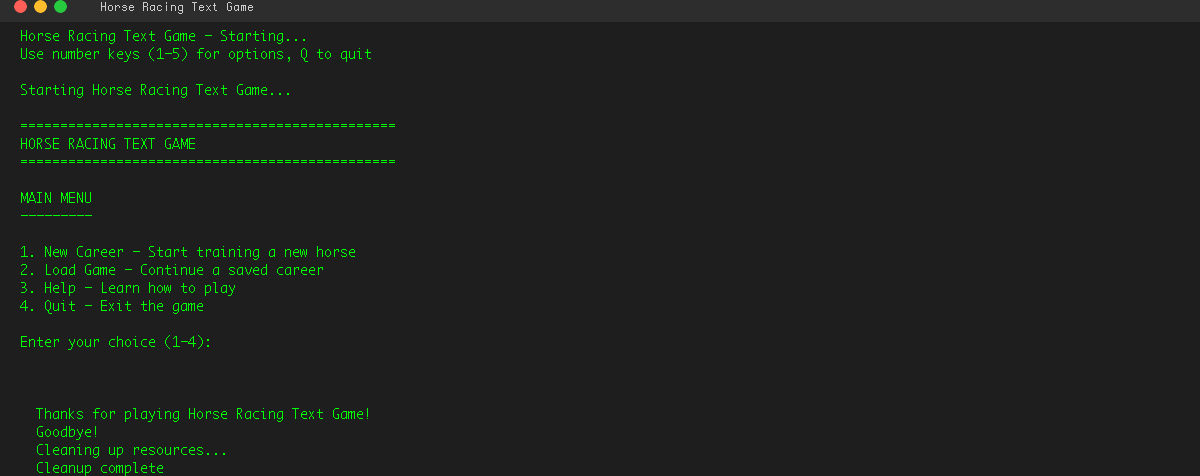 Horse Racing Text Game
Horse Racing Text Game - Starting...
Use number keys (1-5) for options, Q to quit
Starting Horse Racing Text Game...
===============================================
HORSE RACING TEXT GAME
===============================================
MAIN MENU
---------
1. New Career - Start training a new horse
2. Load Game - Continue a saved career
3. Help - Learn how to play
4. Quit - Exit the game
Enter your choice (1-4):
Thanks for playing Horse Racing Text Game!
Goodbye!
Cleaning up resources...
Cleanup complete